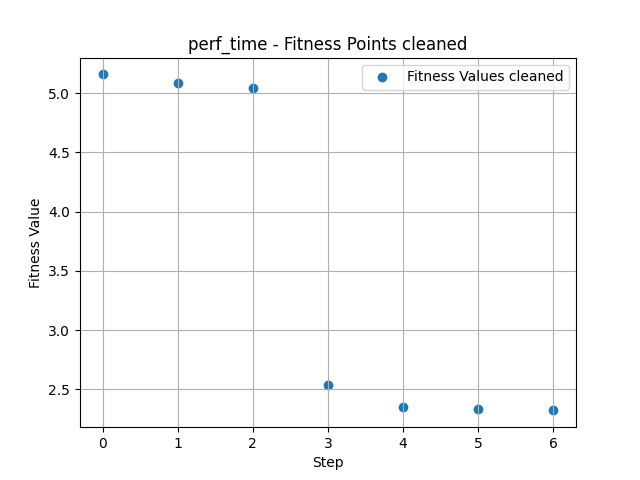 perf_time - Fitness Points cleaned
Fitness Values cleaned
5.0
4.5
4.0
3.5
3.0
2.5
Fitness Value
0 1 2 3 4 5 6
Step